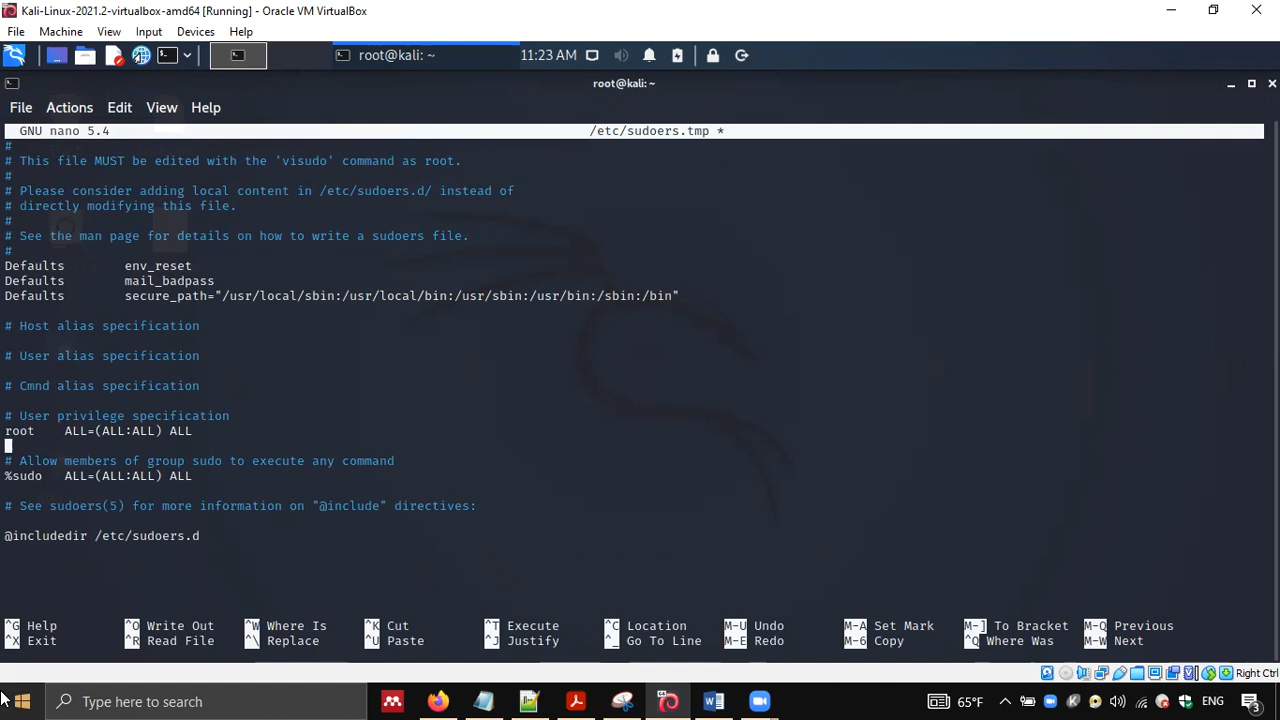 Kali-Linux-2021.2-virtualbox-amd64 [Running] - Oracle VM VirtualBox
File Machine View Input Devices Help
root@kali: ~ 11:23 AM
root@kali: ~
File Actions Edit View Help
GNU nano 5.4 /etc/sudoers.tmp *
#
# This file MUST be edited with the 'visudo' command as root.
#
# Please consider adding local content in /etc/sudoers.d/ instead of
# directly modifying this file.
#
# See the man page for details on how to write a sudoers file.
#
Defaults env_reset
Defaults mail_badpass
Defaults secure_path="/usr/local/sbin:/usr/local/bin:/usr/sbin:/usr/bin:/sbin:/bin"
# Host alias specification
# User alias specification
# Cmnd alias specification
# User privilege specification
root ALL=(ALL:ALL) ALL
# Allow members of group sudo to execute any command
%sudo ALL=(ALL:ALL) ALL
# See sudoers(5) for more information on "@include" directives:
@includedir /etc/sudoers.d
^G Help ^O Write Out ^W Where Is ^K Cut ^T Execute ^C Location M-U Undo M-A Set Mark M-] To Bracket M-Q Previous
^X Exit ^R Read File ^\ Replace ^U Paste ^J Justify ^_ Go To Line M-E Redo M-6 Copy ^Q Where Was M-W Next
Right Ctrl
Type here to search 65°F ENG 3